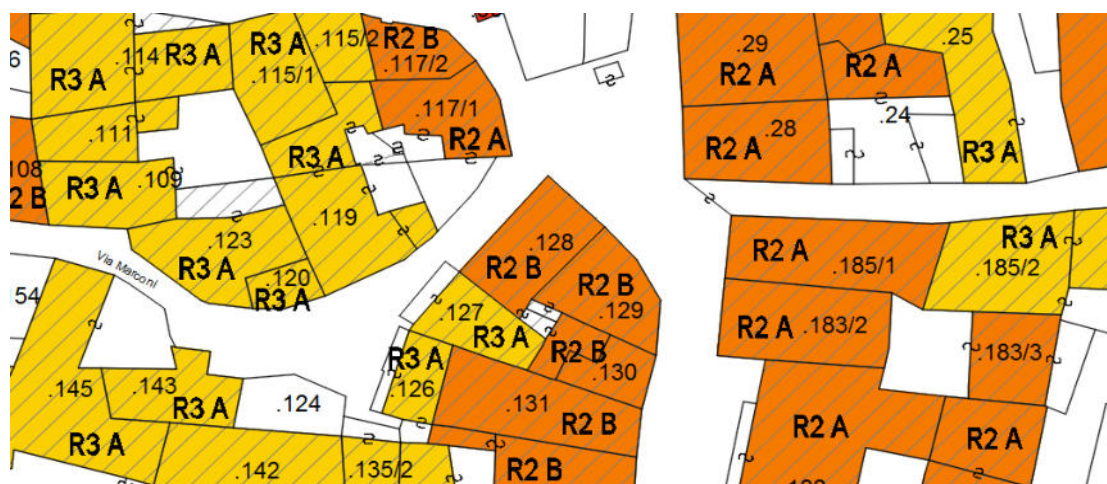 .115/2
R2 B
.117/2
.114
R3 A
R3 A
.115/1
R3 A
.29
R2 A
R2 A
.25
.24
.117/1
R2 A
.111
.28
R2 A
R3 A
R3 A
108
R3 A
.109
.119
.123
R3 A
.120
R3 A
Via Marconi
.128
R2 B
R2 B
.129
R2 A
.185/1
R3 A
.185/2
54
.127
R3 A
R2 A
.183/2
R2 B
.130
.183/3
R3 A
.126
.145
.143
R3 A
.124
.131
R2 B
R2 A
R2 A
R3 A
.142
.135/2
R2 B